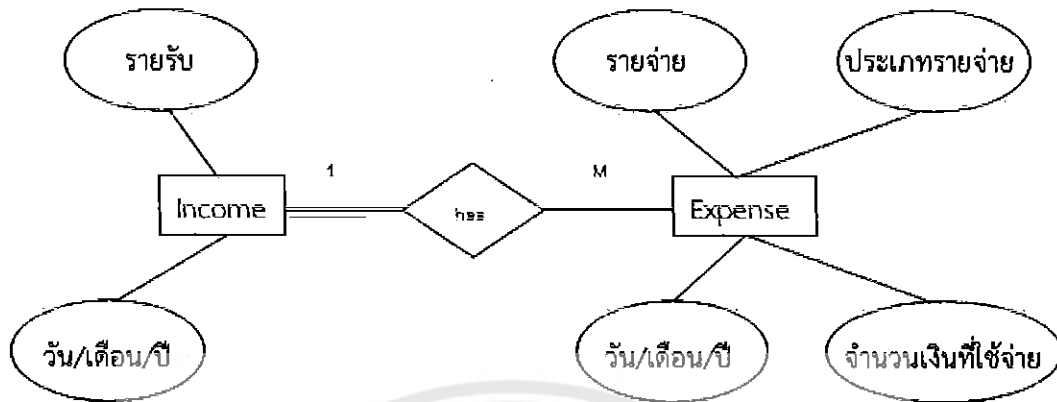 รายรับ
รายจ่าย
ประเภทรายจ่าย
1
M
Income
has
Expense
วัน/เดือน/ปี
วัน/เดือน/ปี
จำนวนเงินที่ใช้จ่าย